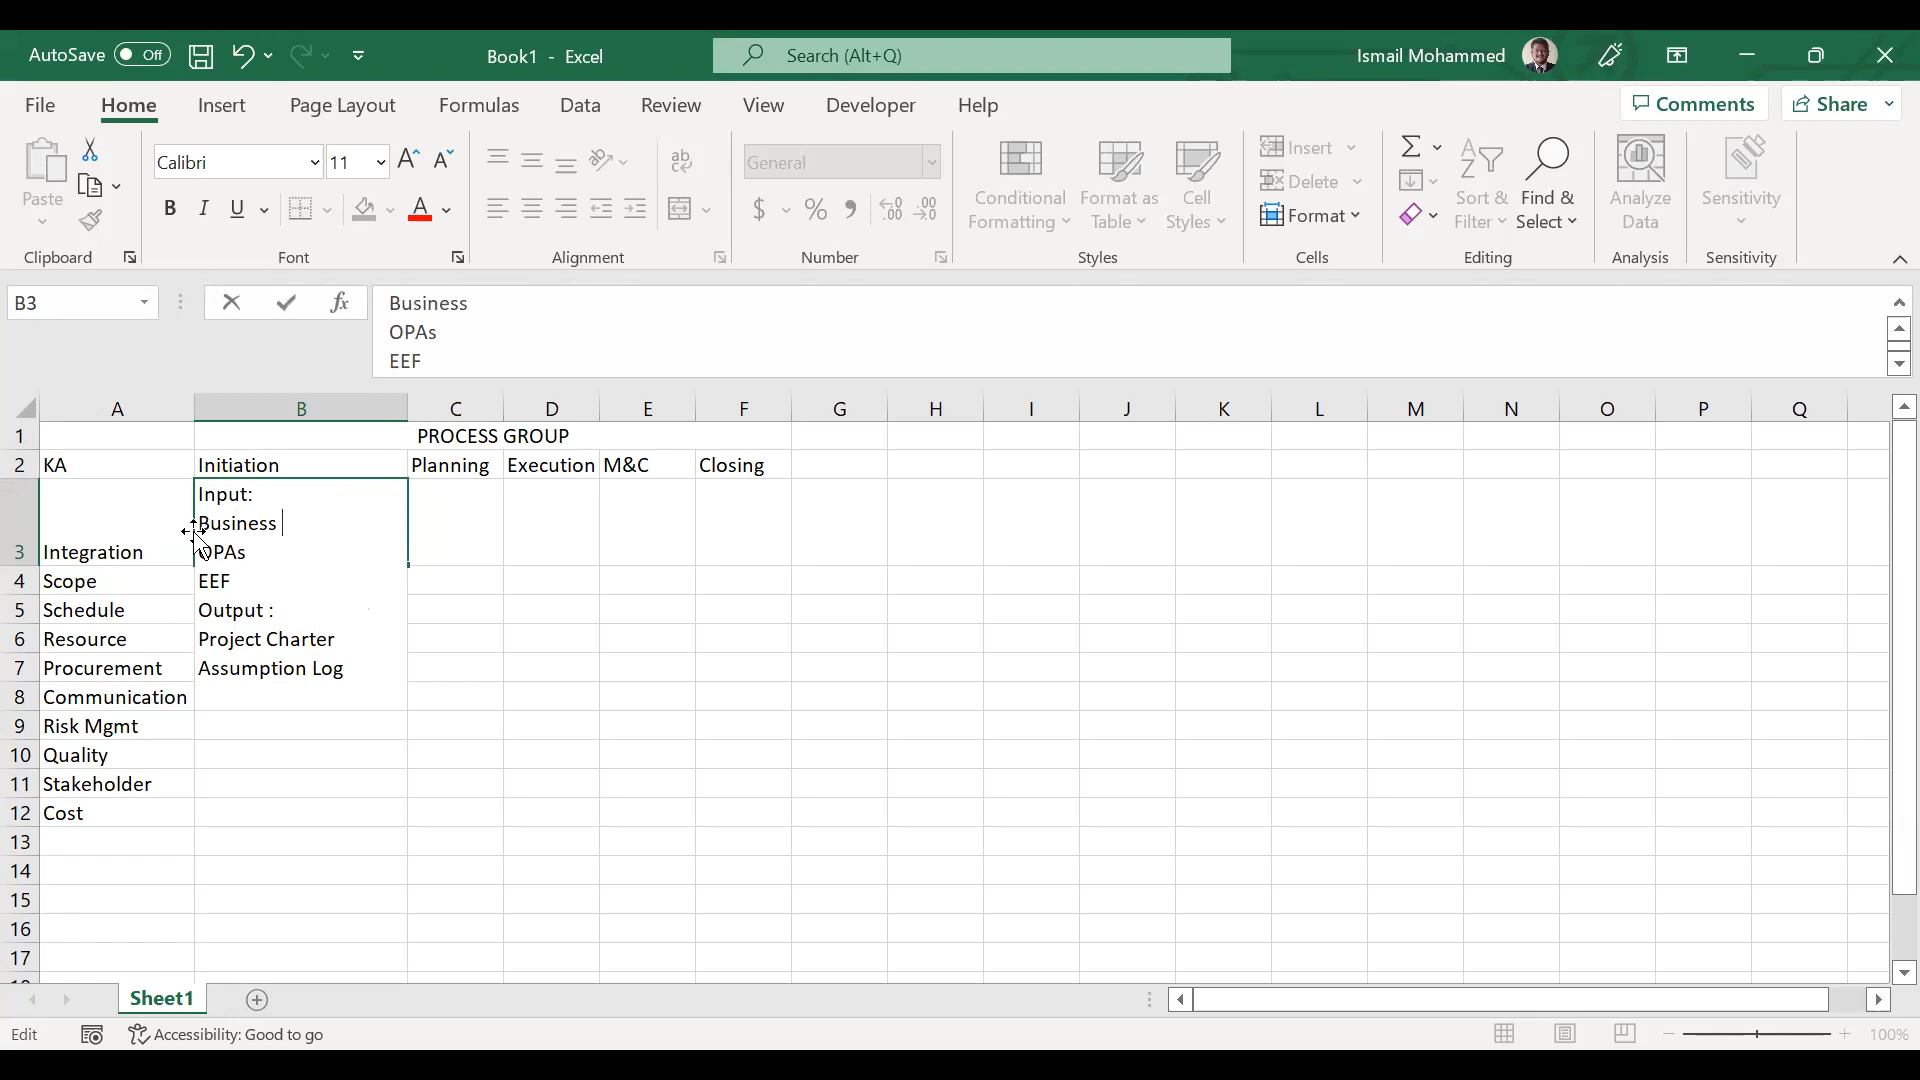 AutoSave Off Book1 - Excel Search (Alt+Q) Ismail Mohammed
File Home Insert Page Layout Formulas Data Review View Developer Help Comments Share
Paste
Clipboard
Calibri 11 A A
B I U A
Font
ab
Alignment
General
$ % 9 .00 .00
Number
Conditional
Formatting
Format as
Table
Cell
Styles
Styles
Insert
Delete
Format
Cells
Sort &
Filter
Find &
Select
Editing
Analyze
Data
Analysis
Sensitivity
Sensitivity
B3 fx
Business
OPAs
EEF
A B C D E F G H I J K L M N O P Q
1 PROCESS GROUP
2 KA Initiation Planning Execution M&C Closing
Input:
Business
3 Integration OPAs
4 Scope EEF
5 Schedule Output :
6 Resource Project Charter
7 Procurement Assumption Log
8 Communication
9 Risk Mgmt
10 Quality
11 Stakeholder
12 Cost
13
14
15
16
17
Sheet1
Edit Accessibility: Good to go 100%